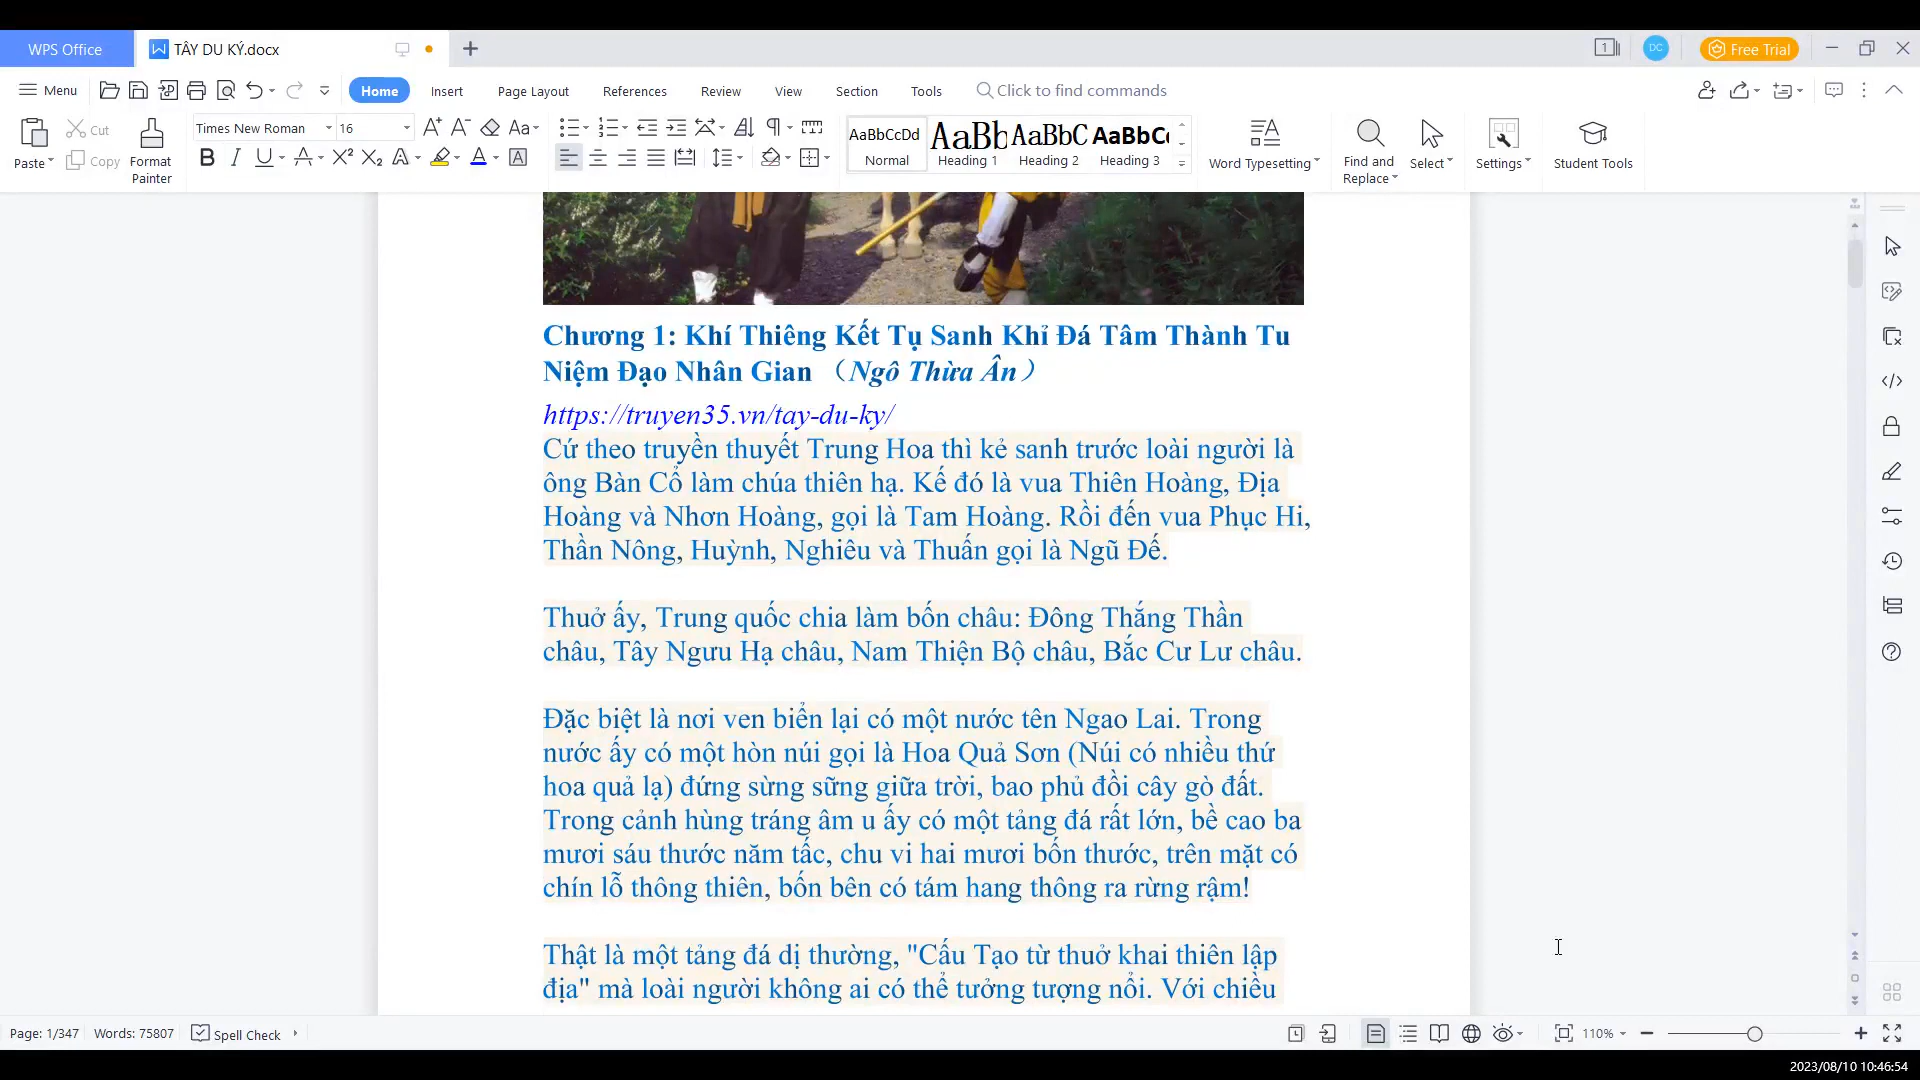 WPS Office TÂY DU KÝ.docx 1 DC Free Trial
Menu Home Insert Page Layout References Review View Section Tools Click to find commands
Paste Cut Copy Format Painter Times New Roman 16 AaBbCcDd Normal AaBb Heading 1 AaBbC Heading 2 AaBbCc Heading 3 Word Typesetting Find and Replace Select Settings Student Tools
Chương 1: Khí Thiêng Kết Tụ Sanh Khỉ Đá Tâm Thành Tu
Niệm Đạo Nhân Gian （Ngô Thừa Ân）
https://truyen35.vn/tay-du-ky/
Cứ theo truyền thuyết Trung Hoa thì kẻ sanh trước loài người là
ông Bàn Cổ làm chúa thiên hạ. Kế đó là vua Thiên Hoàng, Địa
Hoàng và Nhơn Hoàng, gọi là Tam Hoàng. Rồi đến vua Phục Hi,
Thần Nông, Huỳnh, Nghiêu và Thuấn gọi là Ngũ Đế.
Thuở ấy, Trung quốc chia làm bốn châu: Đông Thắng Thần
châu, Tây Ngưu Hạ châu, Nam Thiện Bộ châu, Bắc Cư Lư châu.
Đặc biệt là nơi ven biển lại có một nước tên Ngao Lai. Trong
nước ấy có một hòn núi gọi là Hoa Quả Sơn (Núi có nhiều thứ
hoa quả lạ) đứng sừng sững giữa trời, bao phủ đồi cây gò đất.
Trong cảnh hùng tráng âm u ấy có một tảng đá rất lớn, bề cao ba
mươi sáu thước năm tấc, chu vi hai mươi bốn thước, trên mặt có
chín lỗ thông thiên, bốn bên có tám hang thông ra rừng rậm!
Thật là một tảng đá dị thường, "Cấu Tạo từ thuở khai thiên lập
địa" mà loài người không ai có thể tưởng tượng nổi. Với chiều
Page: 1/347 Words: 75807 Spell Check 110%
2023/08/10 10:46:54